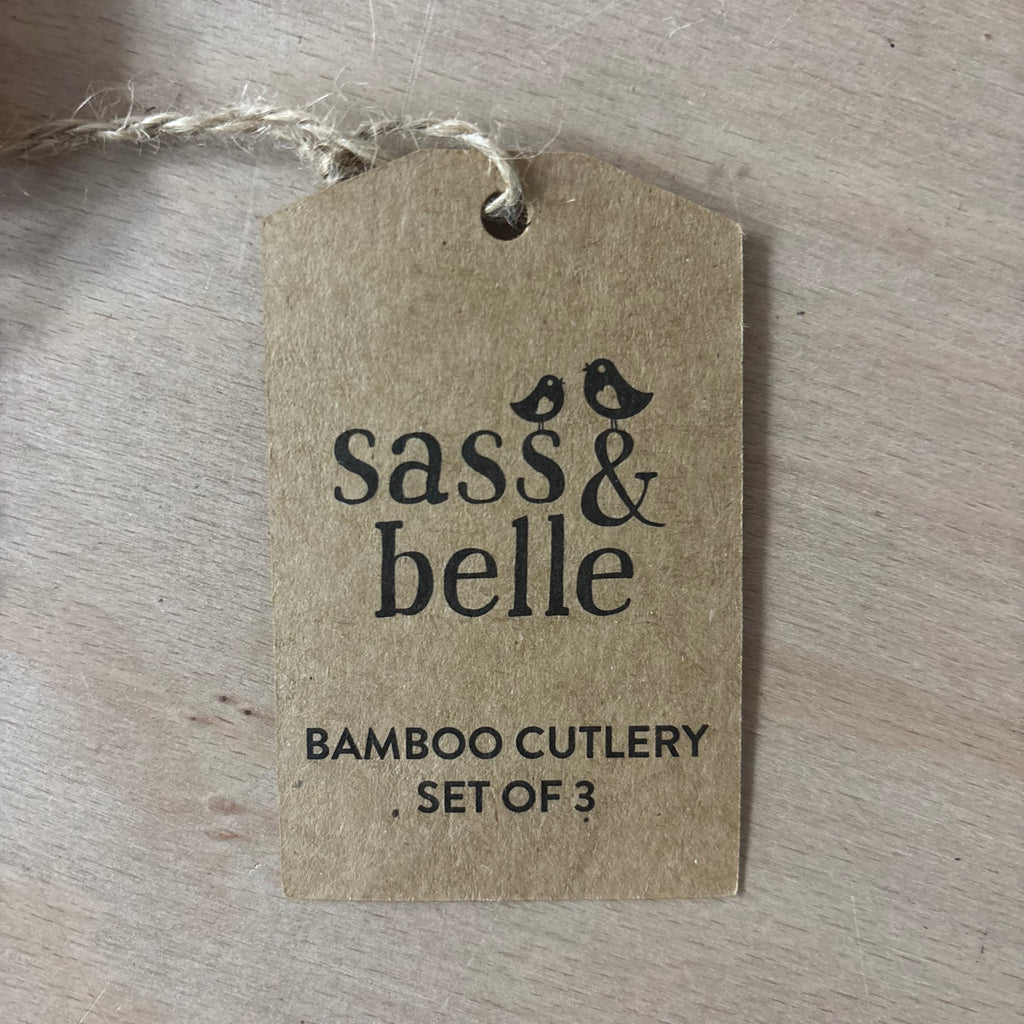 sass &
belle
BAMBOO CUTLERY
SET OF 3